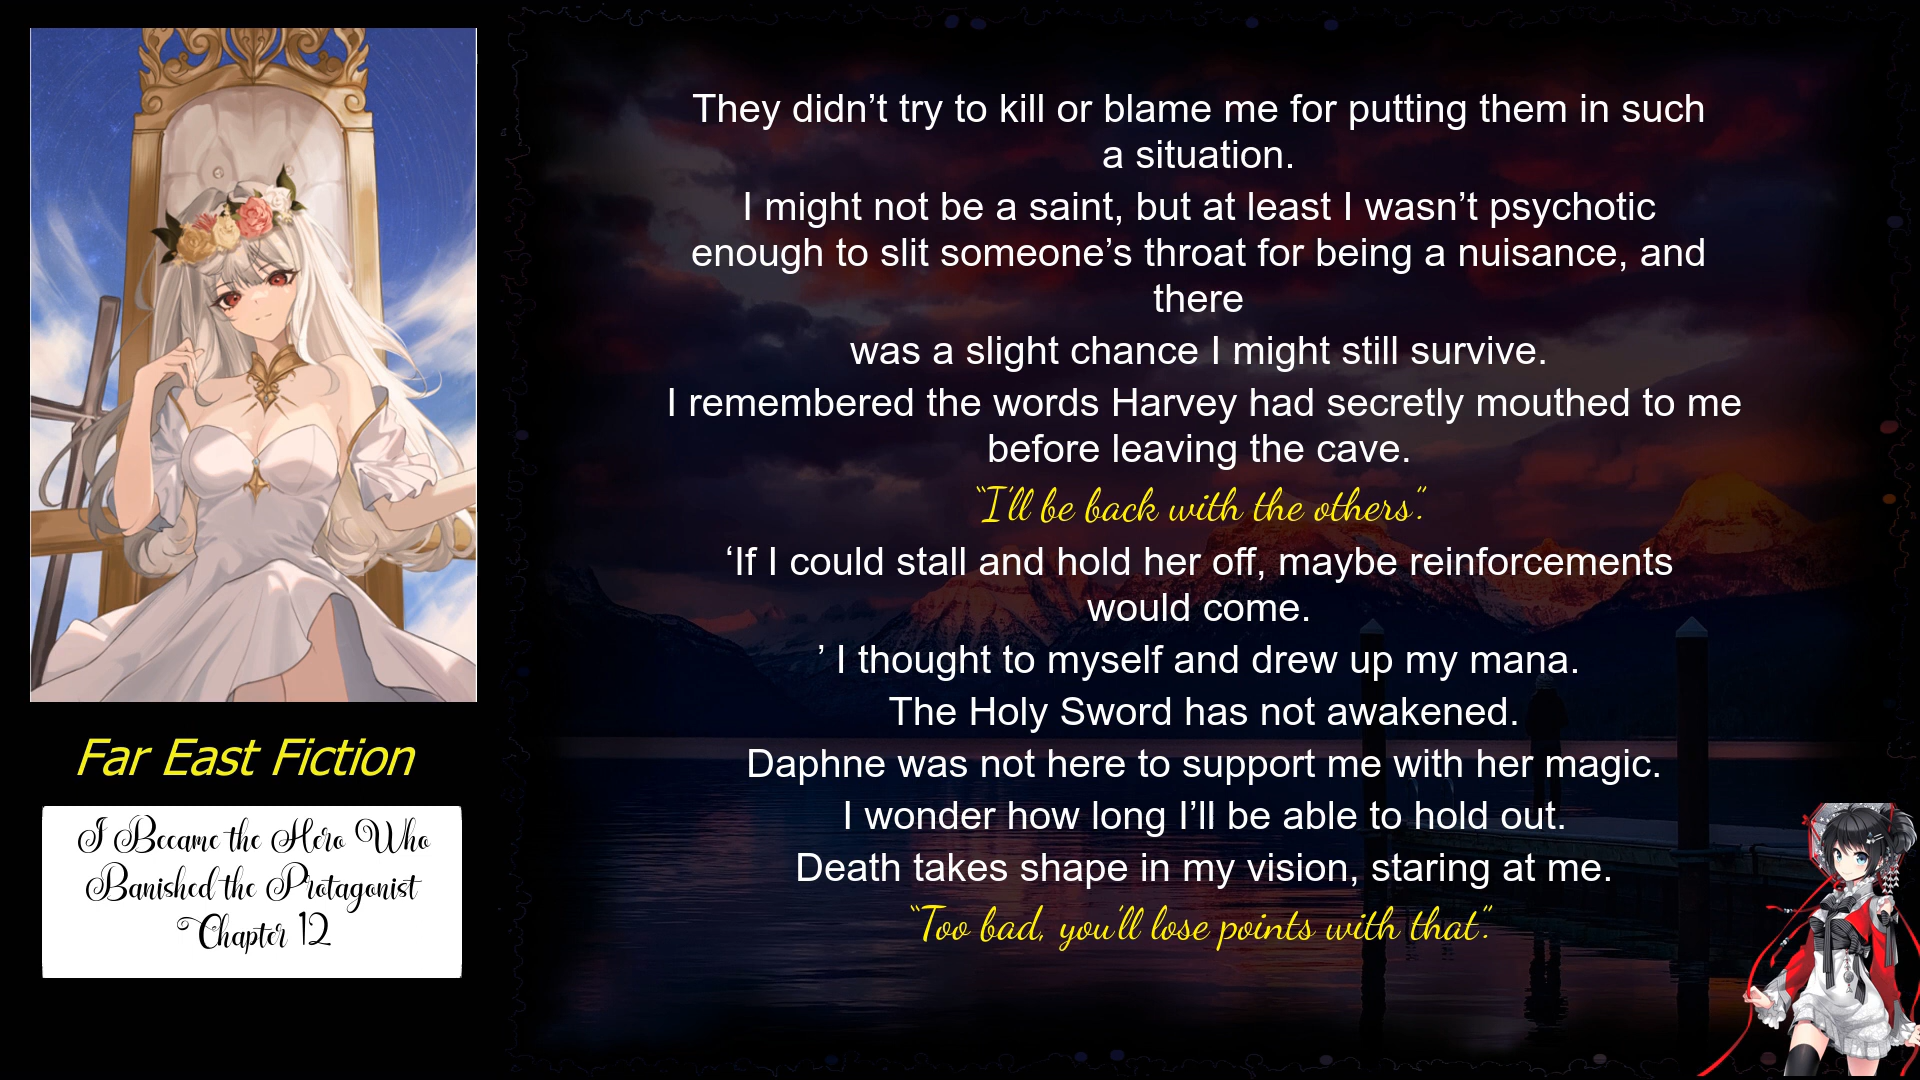 Far East Fiction
I Became the Hero Who
Banished the Protagonist
Chapter 12
They didn’t try to kill or blame me for putting them in such
a situation.
I might not be a saint, but at least I wasn’t psychotic
enough to slit someone’s throat for being a nuisance, and
there
was a slight chance I might still survive.
I remembered the words Harvey had secretly mouthed to me
before leaving the cave.
“I’ll be back with the others”.
‘If I could stall and hold her off, maybe reinforcements
would come.
’ I thought to myself and drew up my mana.
The Holy Sword has not awakened.
Daphne was not here to support me with her magic.
I wonder how long I’ll be able to hold out.
Death takes shape in my vision, staring at me.
“Too bad, you’ll lose points with that”.